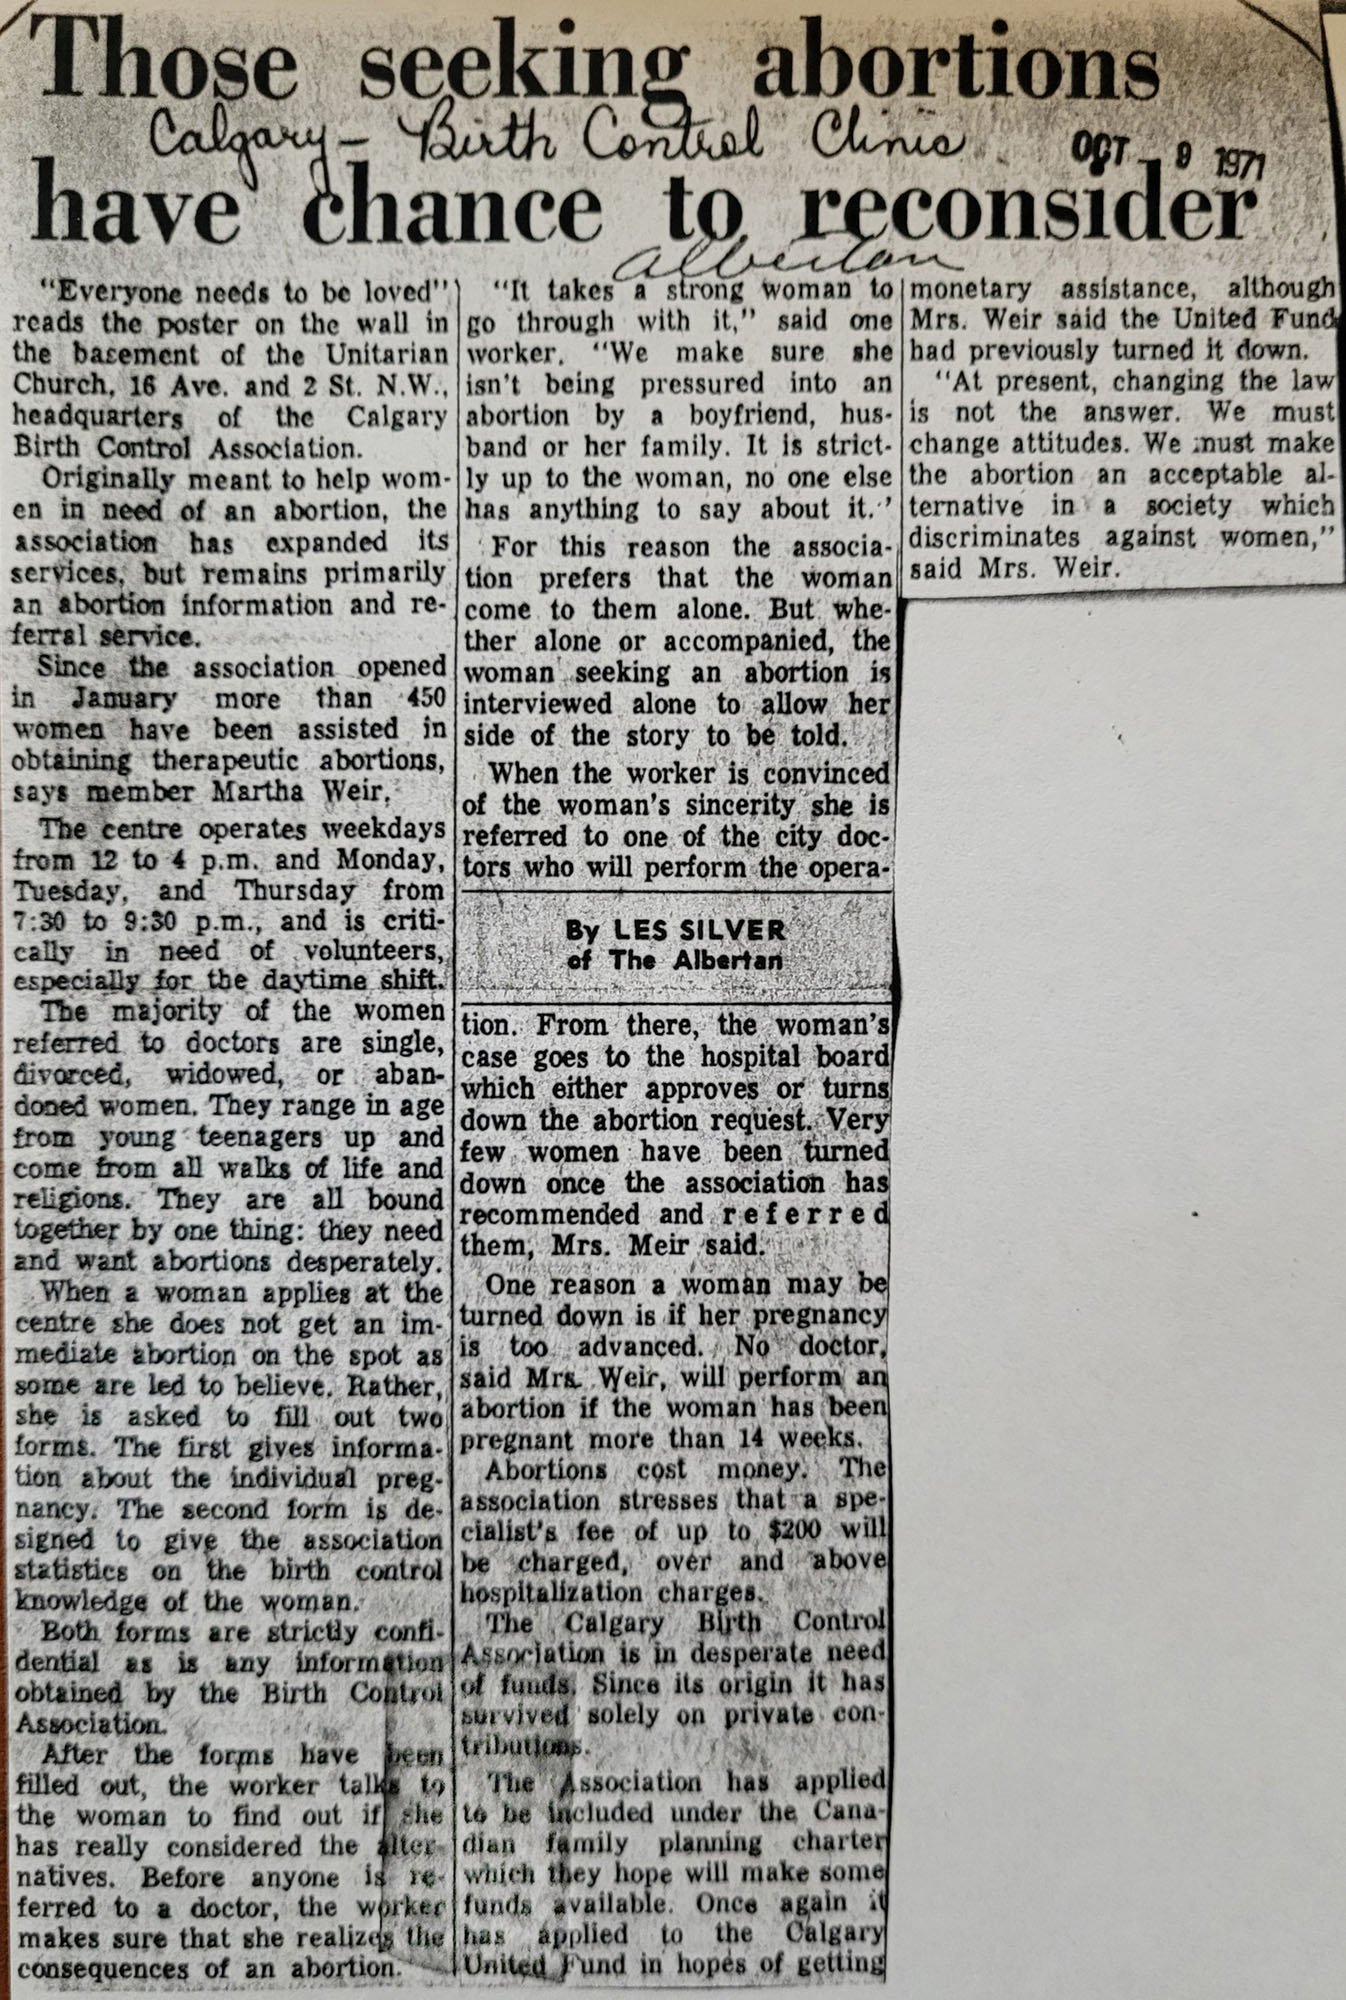 Those seeking abortions
Calgary - Birth Control Clinic
OCT - 9 1971
have chance to reconsider
Albertan
"Everyone needs to be loved"
reads the poster on the wall in
the basement of the Unitarian
Church, 16 Ave. and 2 St. N.W.,
headquarters of the Calgary
Birth Control Association.
Originally meant to help wom-
en in need of an abortion, the
association has expanded its
services, but remains primarily
an abortion information and re-
ferral service.
Since the association opened
in January more than 450
women have been assisted in
obtaining therapeutic abortions,
says member Martha Weir.
The centre operates weekdays
from 12 to 4 p.m. and Monday,
Tuesday, and Thursday from
7:30 to 9:30 p.m., and is criti-
cally in need of volunteers,
especially for the daytime shift.
The majority of the women
referred to doctors are single,
divorced, widowed, or aban-
doned women. They range in age
from young teenagers up and
come from all walks of life and
religions. They are all bound
together by one thing: they need
and want abortions desperately.
When a woman applies at the
centre she does not get an im-
mediate abortion on the spot as
some are led to believe. Rather,
she is asked to fill out two
forms. The first gives informa-
tion about the individual preg-
nancy. The second form is de-
signed to give the association
statistics on the birth control
knowledge of the woman.
Both forms are strictly confi-
dential as is any information
obtained by the Birth Control
Association.
After the forms have been
filled out, the worker talks to
the woman to find out if she
has really considered the alter-
natives. Before anyone is re-
ferred to a doctor, the worker
makes sure that she realizes the
consequences of an abortion.
"It takes a strong woman to
go through with it," said one
worker. "We make sure she
isn't being pressured into an
abortion by a boyfriend, hus-
band or her family. It is strict-
ly up to the woman, no one else
has anything to say about it.'
For this reason the associa-
tion prefers that the woman
come to them alone. But whe-
ther alone or accompanied, the
woman seeking an abortion is
interviewed alone to allow her
side of the story to be told.
When the worker is convinced
of the woman's sincerity she is
referred to one of the city doc-
tors who will perform the opera-
By LES SILVER
of The Albertan
tion. From there, the woman's
case goes to the hospital board
which either approves or turns
down the abortion request. Very
few women have been turned
down once the association has
recommended and referred
them, Mrs. Meir said.
One reason a woman may be
turned down is if her pregnancy
is too advanced. No doctor,
said Mrs. Weir, will perform an
abortion if the woman has been
pregnant more than 14 weeks.
Abortions cost money. The
association stresses that a spe-
cialist's fee of up to $200 will
be charged, over and above
hospitalization charges.
The Calgary Birth Control
Association is in desperate need
of funds. Since its origin it has
survived solely on private con-
tributions.
The Association has applied
to be included under the Cana-
dian family planning charter
which they hope will make some
funds available. Once again it
has applied to the Calgary
United Fund in hopes of getting
monetary assistance, although
Mrs. Weir said the United Fund
had previously turned it down.
"At present, changing the law
is not the answer. We must
change attitudes. We must make
the abortion an acceptable al-
ternative in a society which
discriminates against women,"
said Mrs. Weir.